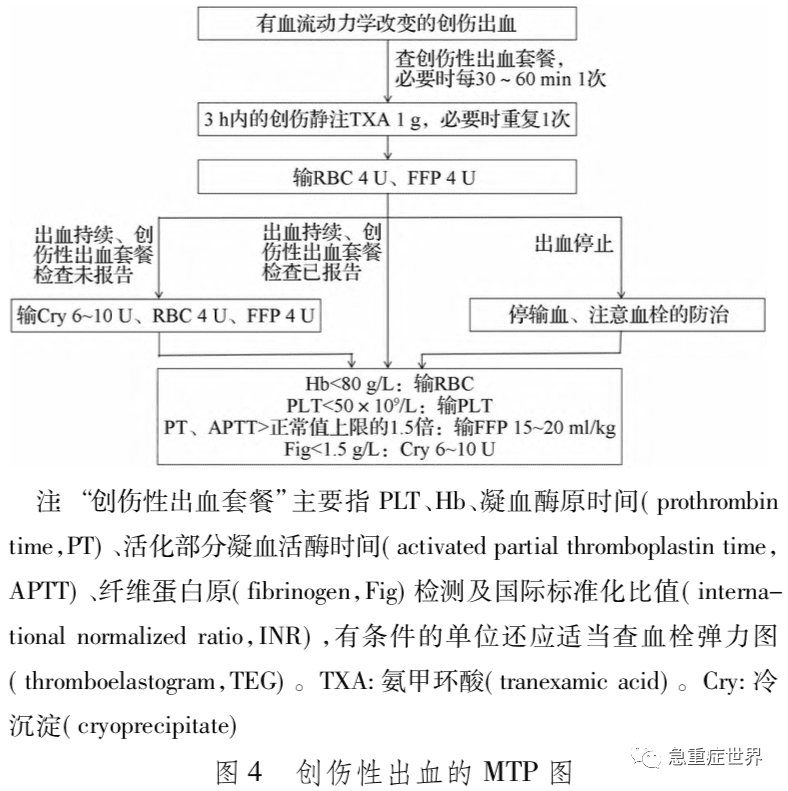 有血流动力学改变的创伤出血
查创伤性出血套餐，
必要时每30～60 min 1次
3 h内的创伤静注TXA 1 g，必要时重复1次
输RBC 4 U、FFP 4 U
出血持续、创
伤性出血套餐
检查未报告
出血持续、创
伤性出血套餐
检查已报告
出血停止
输Cry 6~10 U、RBC 4 U、FFP 4 U
停输血、注意血栓的防治
Hb<80 g/L：输RBC
PLT<50 × 10⁹/L：输PLT
PT、APTT>正常值上限的1.5倍：输FFP 15~20 ml/kg
Fig<1.5 g/L：Cry 6~10 U
注 “创伤性出血套餐”主要指 PLT、Hb、凝血酶原时间( prothrombin
time,PT) 、活化部分凝血活酶时间( activated partial thromboplastin time,
APTT) 、纤维蛋白原( fibrinogen,Fig) 检测及国际标准化比值( interna-
tional normalized ratio,INR) ,有条件的单位还应适当查血栓弹力图
( thromboelastogram,TEG) 。TXA: 氨甲环酸( tranexamic acid) 。Cry: 冷
沉淀( cryoprecipitate)
图 4 创伤性出血的 MTP 图
急重症世界